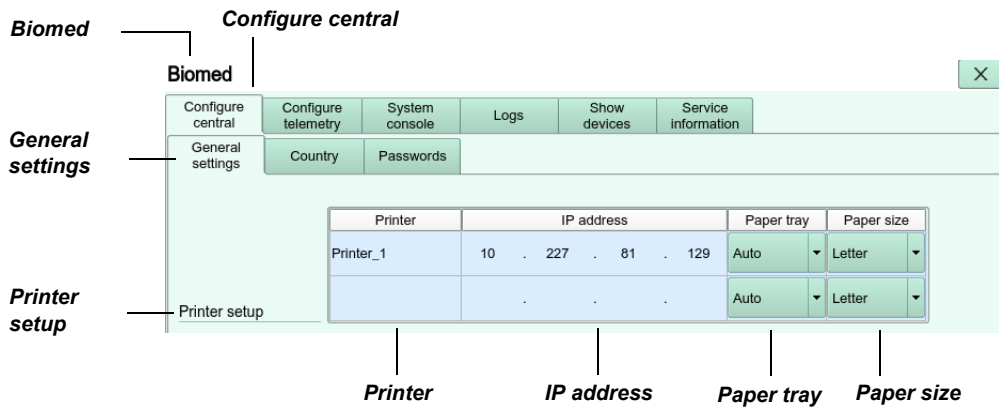 Configure central
Biomed
Biomed
Configure central
Configure telemetry
System console
Logs
Show devices
Service information
General settings
General settings
Country
Passwords
Printer
IP address
Paper tray
Paper size
Printer_1
10 . 227 . 81 . 129
Auto
Letter
. . .
Auto
Letter
Printer setup
Printer setup
Printer
IP address
Paper tray
Paper size